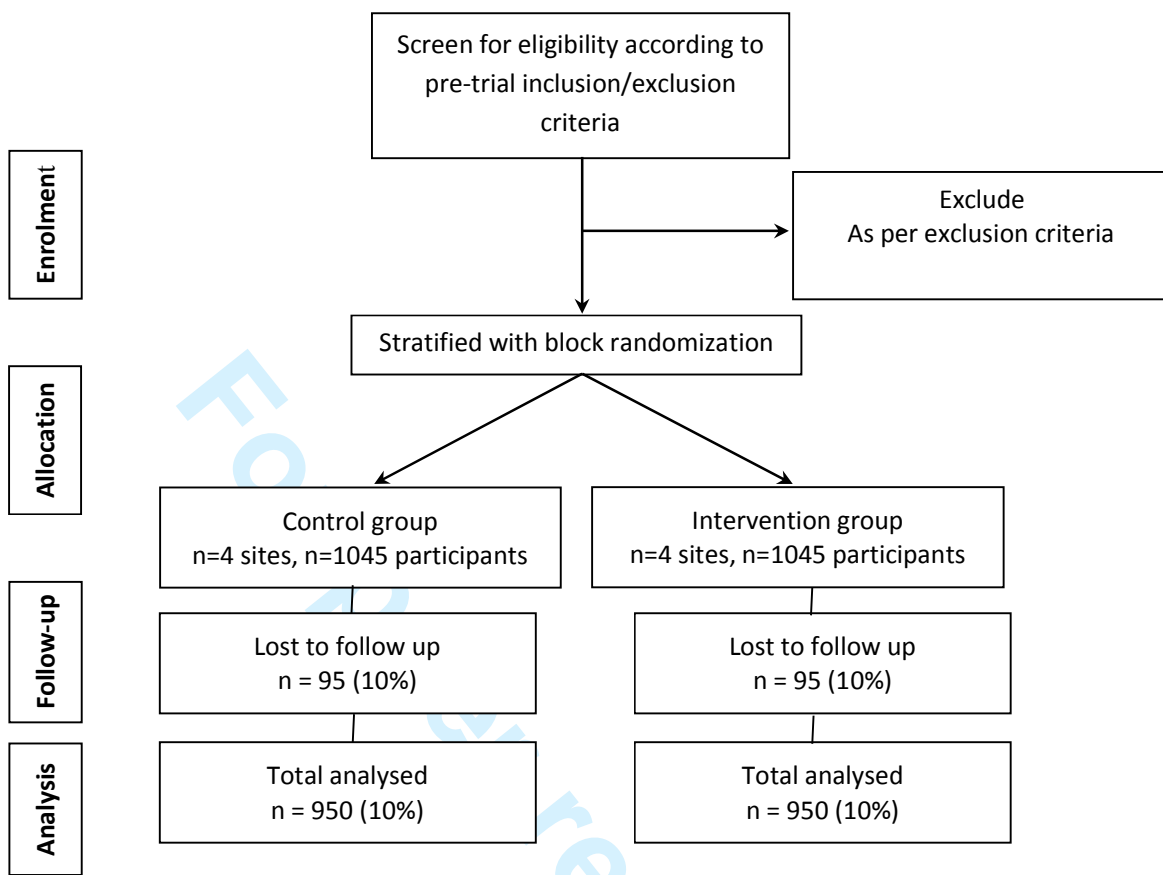 Screen for eligibility according to
pre-trial inclusion/exclusion
criteria
Enrolment
Exclude
As per exclusion criteria
Stratified with block randomization
Allocation
Control group
n=4 sites, n=1045 participants
Intervention group
n=4 sites, n=1045 participants
Follow-up
Lost to follow up
n = 95 (10%)
Lost to follow up
n = 95 (10%)
Analysis
Total analysed
n = 950 (10%)
Total analysed
n = 950 (10%)